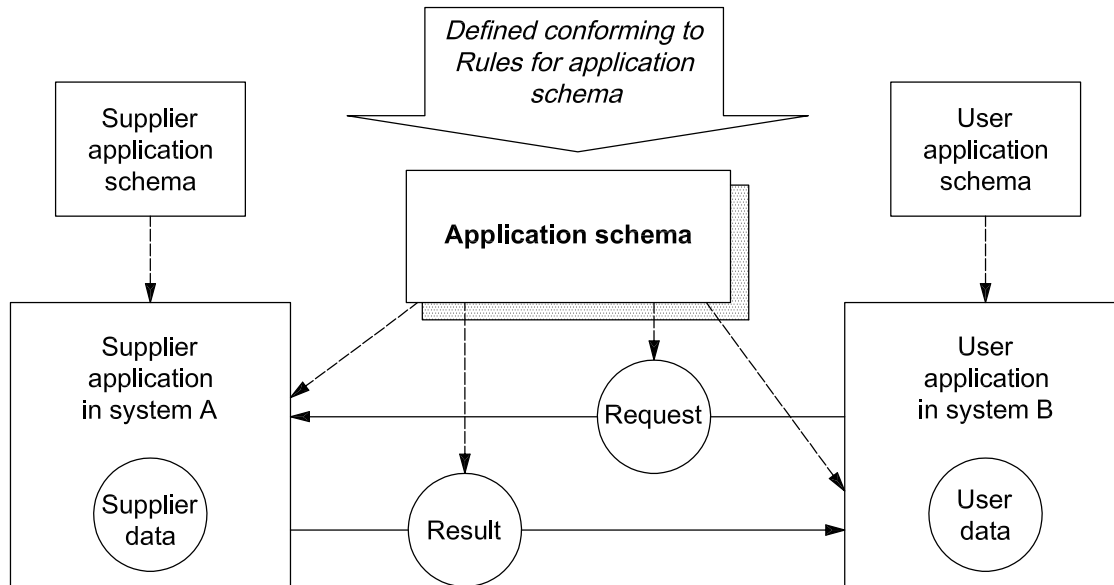 Defined conforming to
Rules for application
schema
Supplier
application
schema
User
application
schema
Application schema
Supplier
application
in system A
User
application
in system B
Request
Supplier
data
Result
User
data